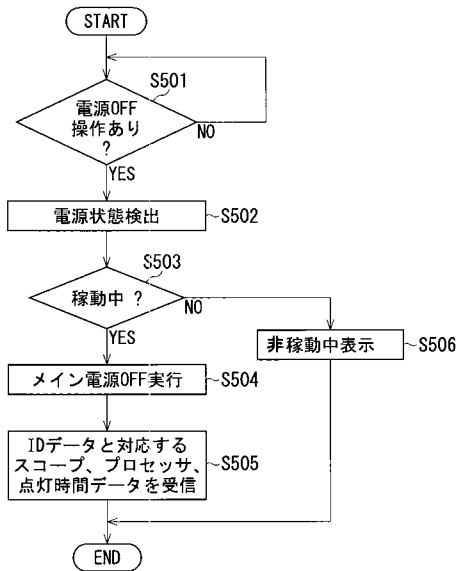 START
S501
電源OFF
操作あり
?
NO
YES
電源状態検出
S502
S503
稼動中 ?
NO
YES
非稼動中表示
S506
メイン電源OFF実行
S504
IDデータと対応する
スコープ、プロセッサ、
点灯時間データを受信
S505
END